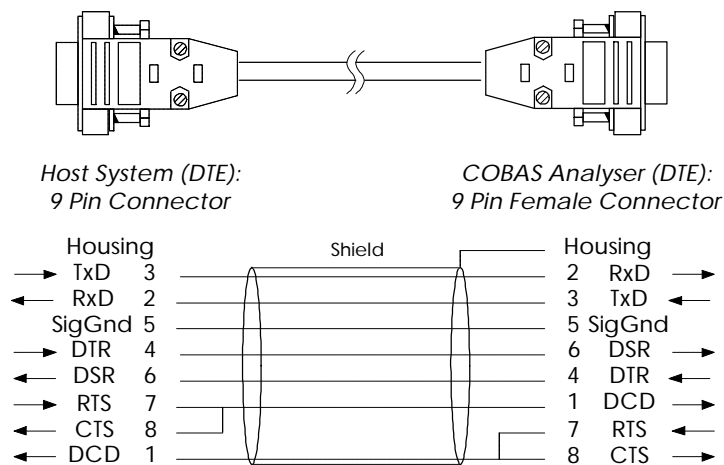 Host System (DTE):
9 Pin Connector
COBAS Analyser (DTE):
9 Pin Female Connector
Housing Shield Housing
TxD 3 2 RxD
RxD 2 3 TxD
SigGnd 5 5 SigGnd
DTR 4 6 DSR
DSR 6 4 DTR
RTS 7 1 DCD
CTS 8 7 RTS
DCD 1 8 CTS